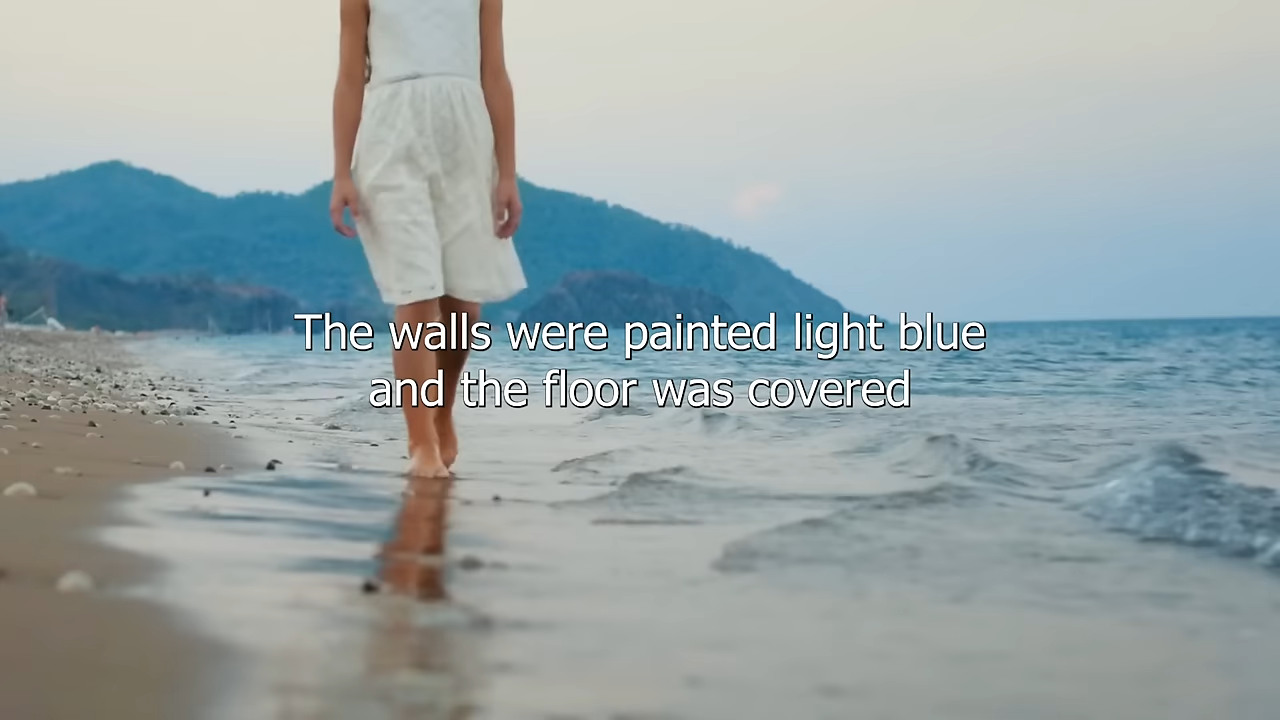 The walls were painted light blue
and the floor was covered